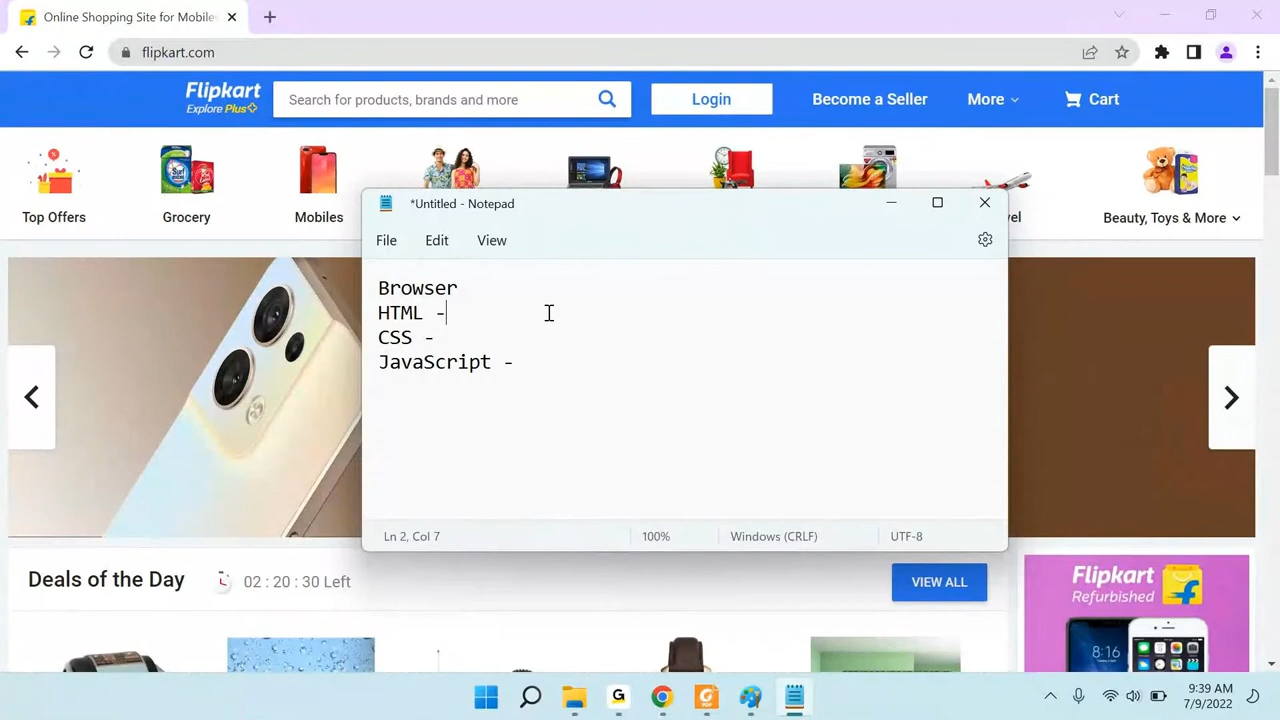 Online Shopping Site for Mobiles
flipkart.com
Flipkart
Explore Plus
Search for products, brands and more
Login
Become a Seller
More
Cart
Top Offers
Grocery
Mobiles
Beauty, Toys & More
*Untitled - Notepad
File
Edit
View
Browser
HTML -
CSS -
JavaScript -
Ln 2, Col 7
100%
Windows (CRLF)
UTF-8
Deals of the Day
02 : 20 : 30 Left
VIEW ALL
Flipkart
Refurbished
8:16
9:39 AM
7/9/2022